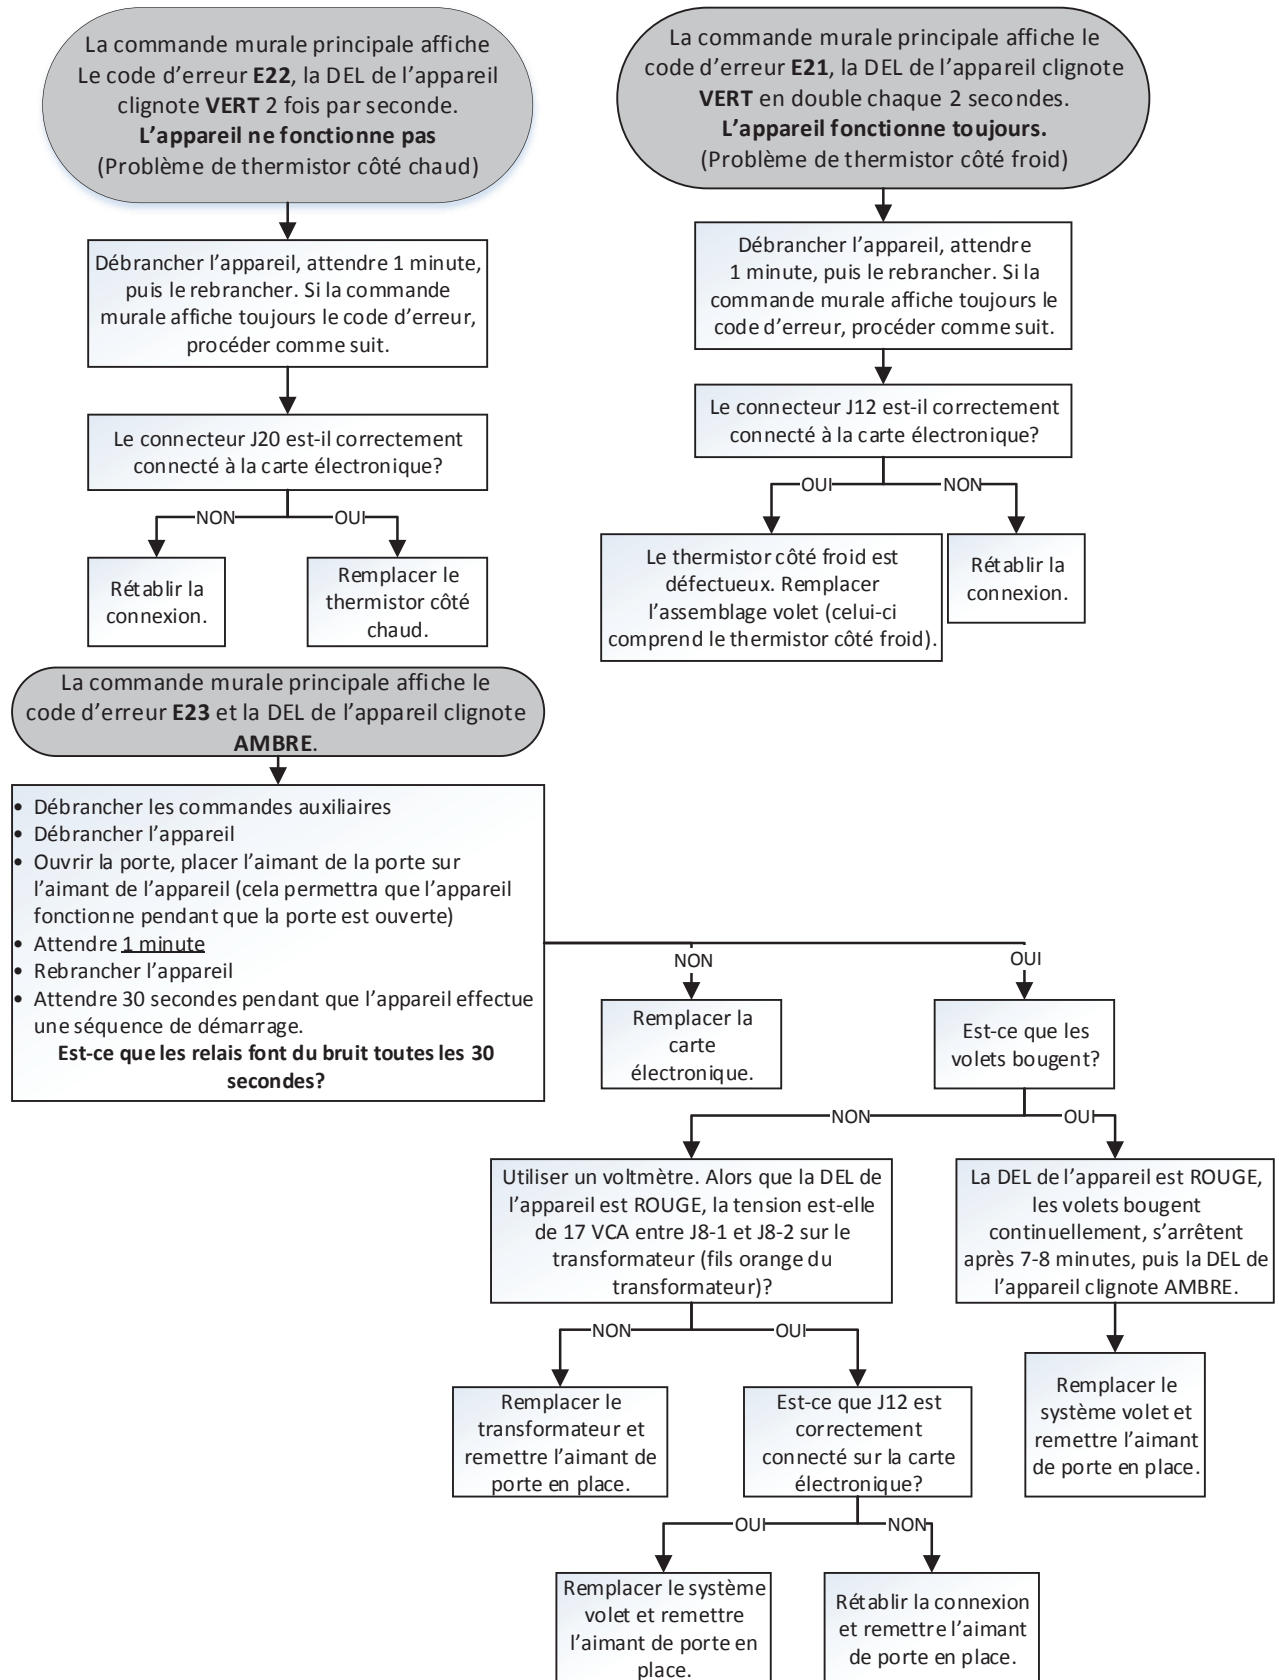 La commande murale principale affiche
Le code d'erreur E22, la DEL de l'appareil
clignote VERT 2 fois par seconde.
L'appareil ne fonctionne pas
(Problème de thermistor côté chaud)
Débrancher l'appareil, attendre 1 minute,
puis le rebrancher. Si la commande
murale affiche toujours le code d'erreur,
procéder comme suit.
Le connecteur J20 est-il correctement
connecté à la carte électronique?
NON
OUI
Rétablir la
connexion.
Remplacer le
thermistor côté
chaud.
La commande murale principale affiche le
code d'erreur E21, la DEL de l'appareil clignote
VERT en double chaque 2 secondes.
L'appareil fonctionne toujours.
(Problème de thermistor côté froid)
Débrancher l'appareil, attendre
1 minute, puis le rebrancher. Si la
commande murale affiche toujours le
code d'erreur, procéder comme suit.
Le connecteur J12 est-il correctement
connecté à la carte électronique?
OUI
NON
Le thermistor côté froid est
défectueux. Remplacer
l'assemblage volet (celui-ci
comprend le thermistor côté froid).
Rétablir la
connexion.
La commande murale principale affiche le
code d'erreur E23 et la DEL de l'appareil clignote
AMBRE.
• Débrancher les commandes auxiliaires
• Débrancher l'appareil
• Ouvrir la porte, placer l'aimant de la porte sur
l'aimant de l'appareil (cela permettra que l'appareil
fonctionne pendant que la porte est ouverte)
• Attendre 1 minute
• Rebrancher l'appareil
• Attendre 30 secondes pendant que l'appareil effectue
une séquence de démarrage.
Est-ce que les relais font du bruit toutes les 30
secondes?
NON
OUI
Remplacer la
carte
électronique.
Est-ce que les
volets bougent?
NON
OUI
Utiliser un voltmètre. Alors que la DEL de
l'appareil est ROUGE, la tension est-elle
de 17 VCA entre J8-1 et J8-2 sur le
transformateur (fils orange du
transformateur)?
La DEL de l'appareil est ROUGE,
les volets bougent
continuellement, s'arrêtent
après 7-8 minutes, puis la DEL de
l'appareil clignote AMBRE.
NON
OUI
Remplacer le
transformateur et
remettre l'aimant de
porte en place.
Est-ce que J12 est
correctement
connecté sur la carte
électronique?
Remplacer le
système volet et
remettre l'aimant
de porte en place.
OUI
NON
Remplacer le système
volet et remettre
l'aimant de porte en
place.
Rétablir la connexion
et remettre l'aimant
de porte en place.